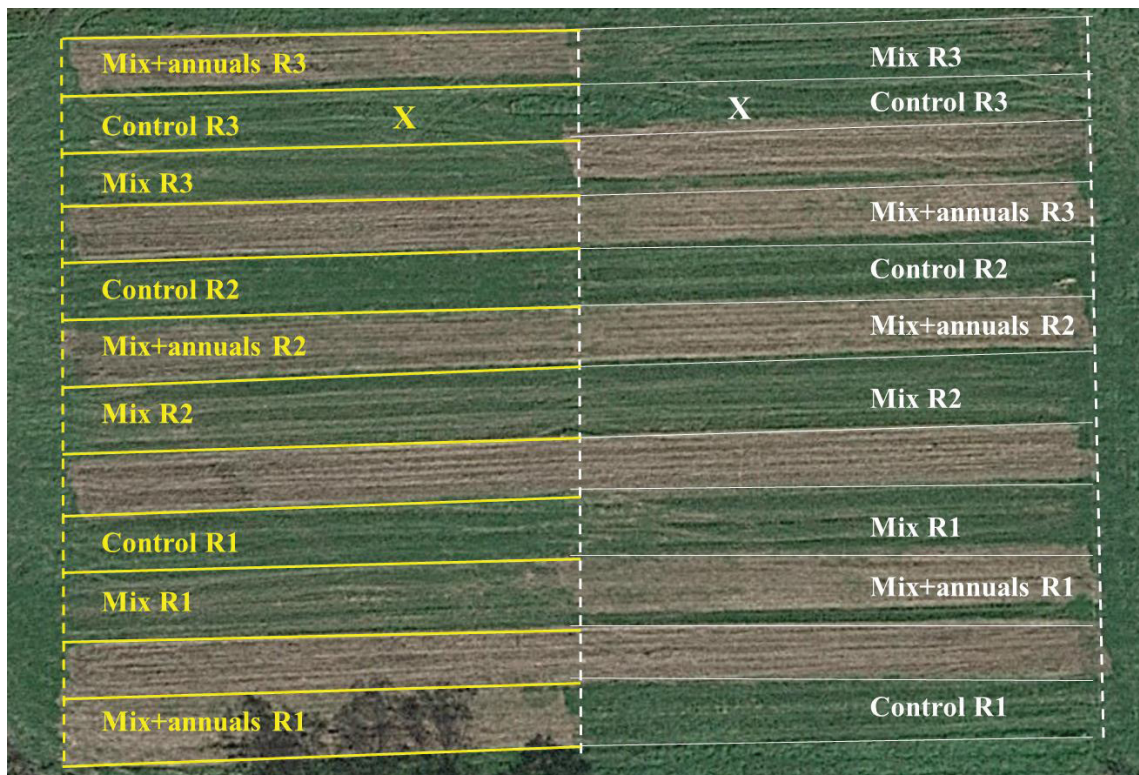 Mix+annuals R3
Control R3
X
Mix R3
Control R2
Mix+annuals R2
Mix R2
Control R1
Mix R1
Mix+annuals R1
Mix R3
Control R3
X
Mix+annuals R3
Control R2
Mix+annuals R2
Mix R2
Mix R1
Mix+annuals R1
Control R1